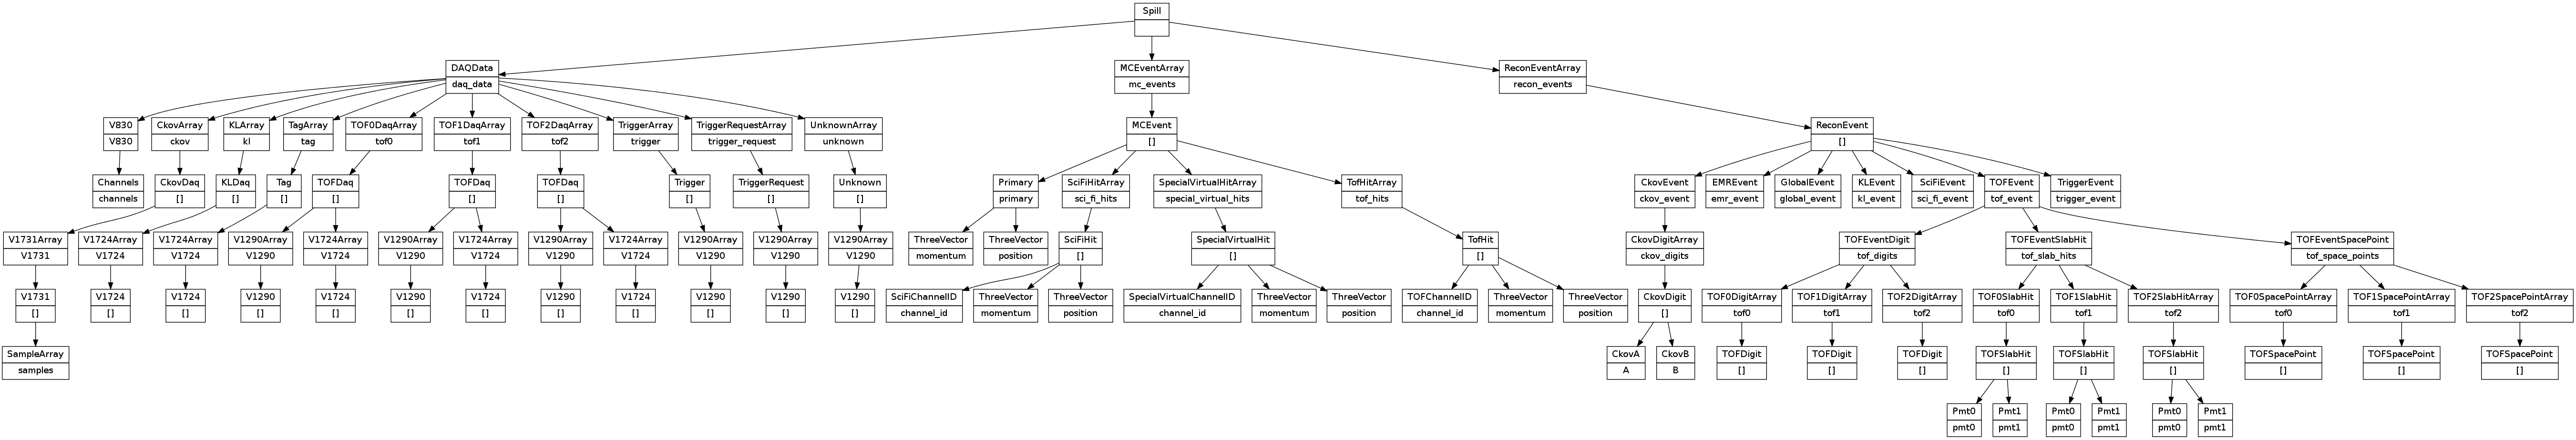 Spill
DAQData
daq_data
MCEventArray
mc_events
ReconEventArray
recon_events
V830
V830
CkovArray
ckov
KLArray
kl
TagArray
tag
TOF0DaqArray
tof0
TOF1DaqArray
tof1
TOF2DaqArray
tof2
TriggerArray
trigger
TriggerRequestArray
trigger_request
UnknownArray
unknown
MCEvent
[]
ReconEvent
[]
Channels
channels
CkovDaq
[]
KLDaq
[]
Tag
[]
TOFDaq
[]
TOFDaq
[]
TOFDaq
[]
Trigger
[]
TriggerRequest
[]
Unknown
[]
Primary
primary
SciFiHitArray
sci_fi_hits
SpecialVirtualHitArray
special_virtual_hits
TofHitArray
tof_hits
CkovEvent
ckov_event
EMREvent
emr_event
GlobalEvent
global_event
KLEvent
kl_event
SciFiEvent
sci_fi_event
TOFEvent
tof_event
TriggerEvent
trigger_event
V1731Array
V1731
V1724Array
V1724
V1724Array
V1724
V1290Array
V1290
V1724Array
V1724
V1290Array
V1290
V1724Array
V1724
V1290Array
V1290
V1724Array
V1724
V1290Array
V1290
V1290Array
V1290
V1290Array
V1290
ThreeVector
momentum
ThreeVector
position
SciFiHit
[]
SpecialVirtualHit
[]
TofHit
[]
CkovDigitArray
ckov_digits
TOFEventDigit
tof_digits
TOFEventSlabHit
tof_slab_hits
TOFEventSpacePoint
tof_space_points
V1731
[]
V1724
[]
V1724
[]
V1290
[]
V1724
[]
V1290
[]
V1724
[]
V1290
[]
V1724
[]
V1290
[]
V1290
[]
V1290
[]
SciFiChannelID
channel_id
ThreeVector
momentum
ThreeVector
position
SpecialVirtualChannelID
channel_id
ThreeVector
momentum
ThreeVector
position
TOFChannelID
channel_id
ThreeVector
momentum
ThreeVector
position
CkovDigit
[]
TOF0DigitArray
tof0
TOF1DigitArray
tof1
TOF2DigitArray
tof2
TOF0SlabHit
tof0
TOF1SlabHit
tof1
TOF2SlabHitArray
tof2
TOF0SpacePointArray
tof0
TOF1SpacePointArray
tof1
TOF2SpacePointArray
tof2
SampleArray
samples
CkovA
A
CkovB
B
TOFDigit
[]
TOFDigit
[]
TOFDigit
[]
TOFSlabHit
[]
TOFSlabHit
[]
TOFSlabHit
[]
TOFSpacePoint
[]
TOFSpacePoint
[]
TOFSpacePoint
[]
Pmt0
pmt0
Pmt1
pmt1
Pmt0
pmt0
Pmt1
pmt1
Pmt0
pmt0
Pmt1
pmt1